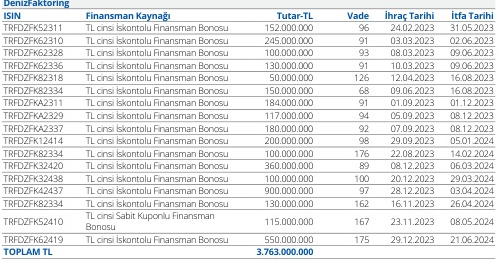 DenizFaktoring
ISIN Finansman Kaynağı Tutar-TL Vade İhraç Tarihi İtfa Tarihi
TRFDZFK52311 TL cinsi İskontolu Finansman Bonosu 152.000.000 96 24.02.2023 31.05.2023
TRFDZFK62310 TL cinsi İskontolu Finansman Bonosu 245.000.000 91 03.03.2023 02.06.2023
TRFDZFK62328 TL cinsi İskontolu Finansman Bonosu 100.000.000 93 08.03.2023 09.06.2023
TRFDZFK62336 TL cinsi İskontolu Finansman Bonosu 130.000.000 91 10.03.2023 09.06.2023
TRFDZFK82318 TL cinsi İskontolu Finansman Bonosu 50.000.000 126 12.04.2023 16.08.2023
TRFDZFK82334 TL cinsi İskontolu Finansman Bonosu 150.000.000 68 09.06.2023 16.08.2023
TRFDZFKA2311 TL cinsi İskontolu Finansman Bonosu 184.000.000 91 01.09.2023 01.12.2023
TRFDZFKA2329 TL cinsi İskontolu Finansman Bonosu 117.000.000 94 05.09.2023 08.12.2023
TRFDZFKA2337 TL cinsi İskontolu Finansman Bonosu 180.000.000 92 07.09.2023 08.12.2023
TRFDZFK12414 TL cinsi İskontolu Finansman Bonosu 200.000.000 98 29.09.2023 05.01.2024
TRFDZFK82334 TL cinsi İskontolu Finansman Bonosu 100.000.000 176 22.08.2023 14.02.2024
TRFDZFK32420 TL cinsi İskontolu Finansman Bonosu 360.000.000 89 08.12.2023 06.03.2024
TRFDZFK32438 TL cinsi İskontolu Finansman Bonosu 100.000.000 100 20.12.2023 29.03.2024
TRFDZFK42437 TL cinsi İskontolu Finansman Bonosu 900.000.000 97 28.12.2023 03.04.2024
TRFDZFK82334 TL cinsi İskontolu Finansman Bonosu 130.000.000 162 16.11.2023 26.04.2024
TRFDZFK52410 TL cinsi Sabit Kuponlu Finansman Bonosu 115.000.000 167 23.11.2023 08.05.2024
TRFDZFK62419 TL cinsi İskontolu Finansman Bonosu 550.000.000 175 29.12.2023 21.06.2024
TOPLAM TL 3.763.000.000